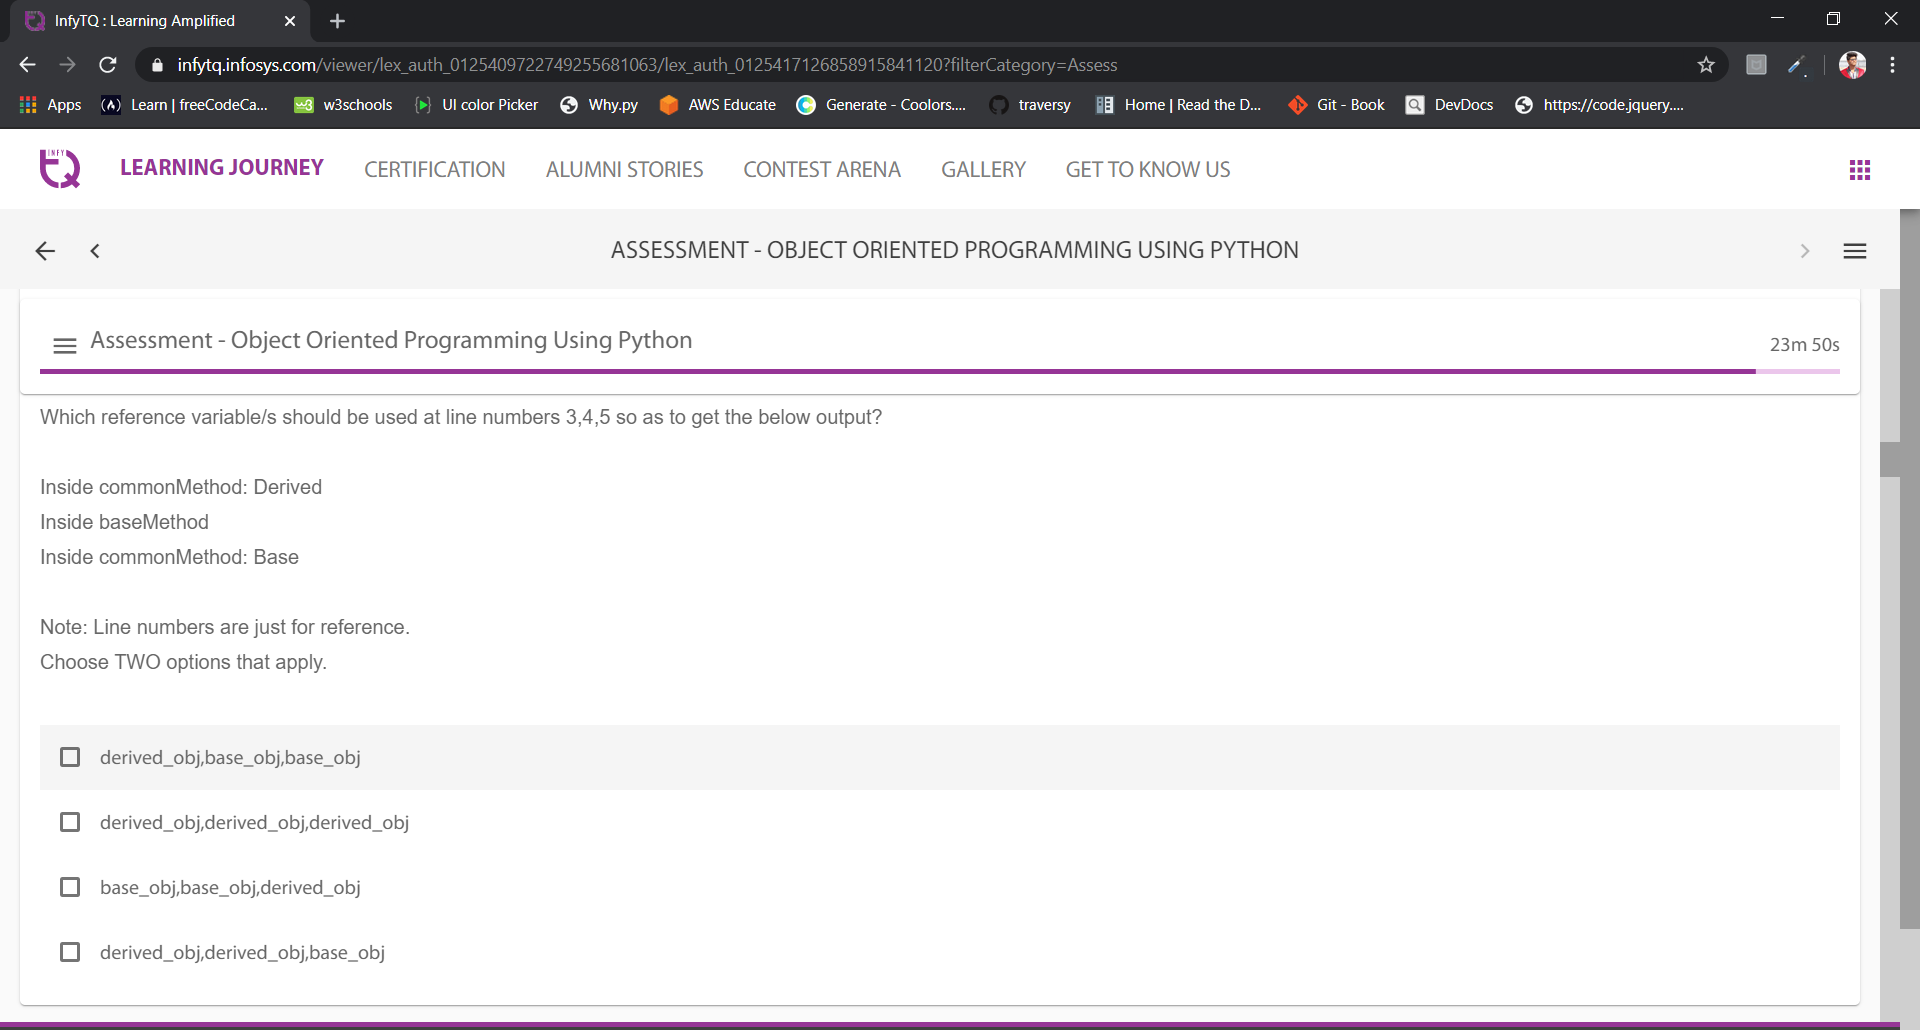 InfyTQ : Learning Amplified
infytq.infosys.com/viewer/lex_auth_0125409722749255681063/lex_auth_0125417126858915841120?filterCategory=Assess
Apps Learn | freeCodeCa... w3schools UI color Picker Why.py AWS Educate Generate - Coolors.... traversy Home | Read the D... Git - Book DevDocs https://code.jquery....
INFY
TQ LEARNING JOURNEY CERTIFICATION ALUMNI STORIES CONTEST ARENA GALLERY GET TO KNOW US
ASSESSMENT - OBJECT ORIENTED PROGRAMMING USING PYTHON
Assessment - Object Oriented Programming Using Python 23m 50s
Which reference variable/s should be used at line numbers 3,4,5 so as to get the below output?
Inside commonMethod: Derived
Inside baseMethod
Inside commonMethod: Base
Note: Line numbers are just for reference.
Choose TWO options that apply.
derived_obj,base_obj,base_obj
derived_obj,derived_obj,derived_obj
base_obj,base_obj,derived_obj
derived_obj,derived_obj,base_obj